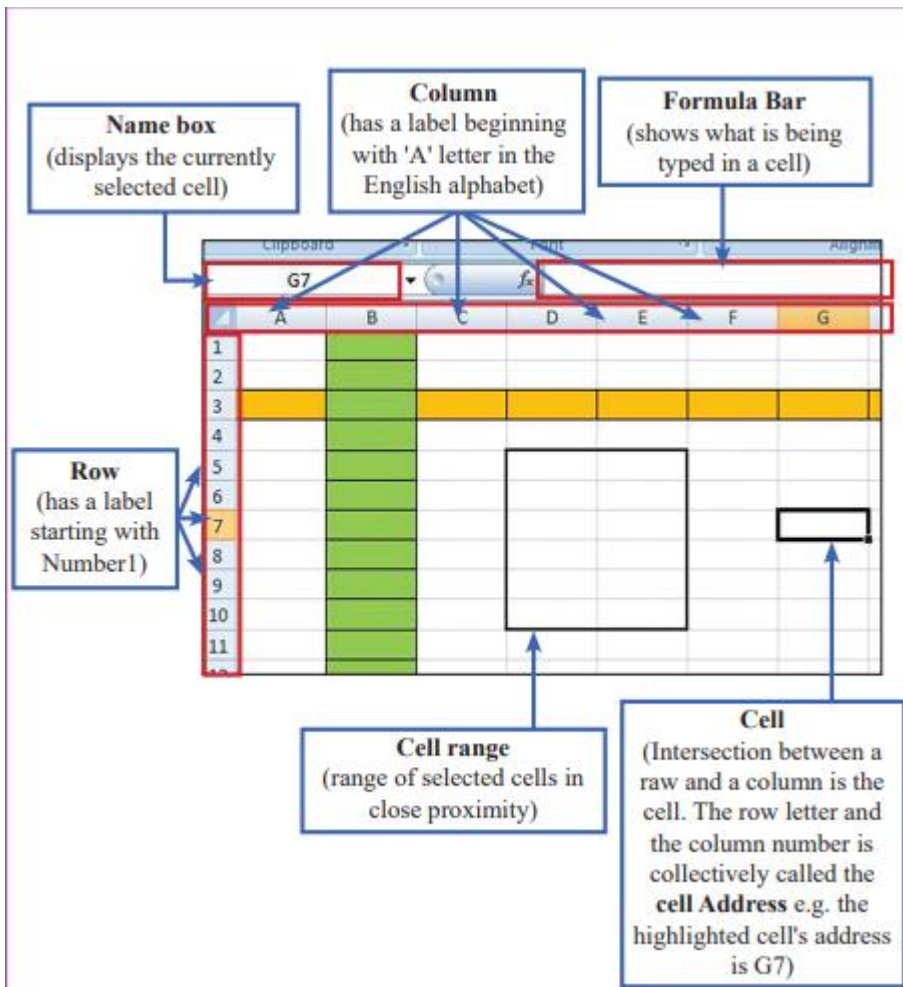 Name box
(displays the currently
selected cell)
Column
(has a label beginning
with 'A' letter in the
English alphabet)
Formula Bar
(shows what is being
typed in a cell)
Clipboard Font
G7 fx
A B C D E F G
1
2
3
4
5
6
7
8
9
10
11
Row
(has a label
starting with
Number1)
Cell range
(range of selected cells in
close proximity)
Cell
(Intersection between a
raw and a column is the
cell. The row letter and
the column number is
collectively called the
cell Address e.g. the
highlighted cell's address
is G7)